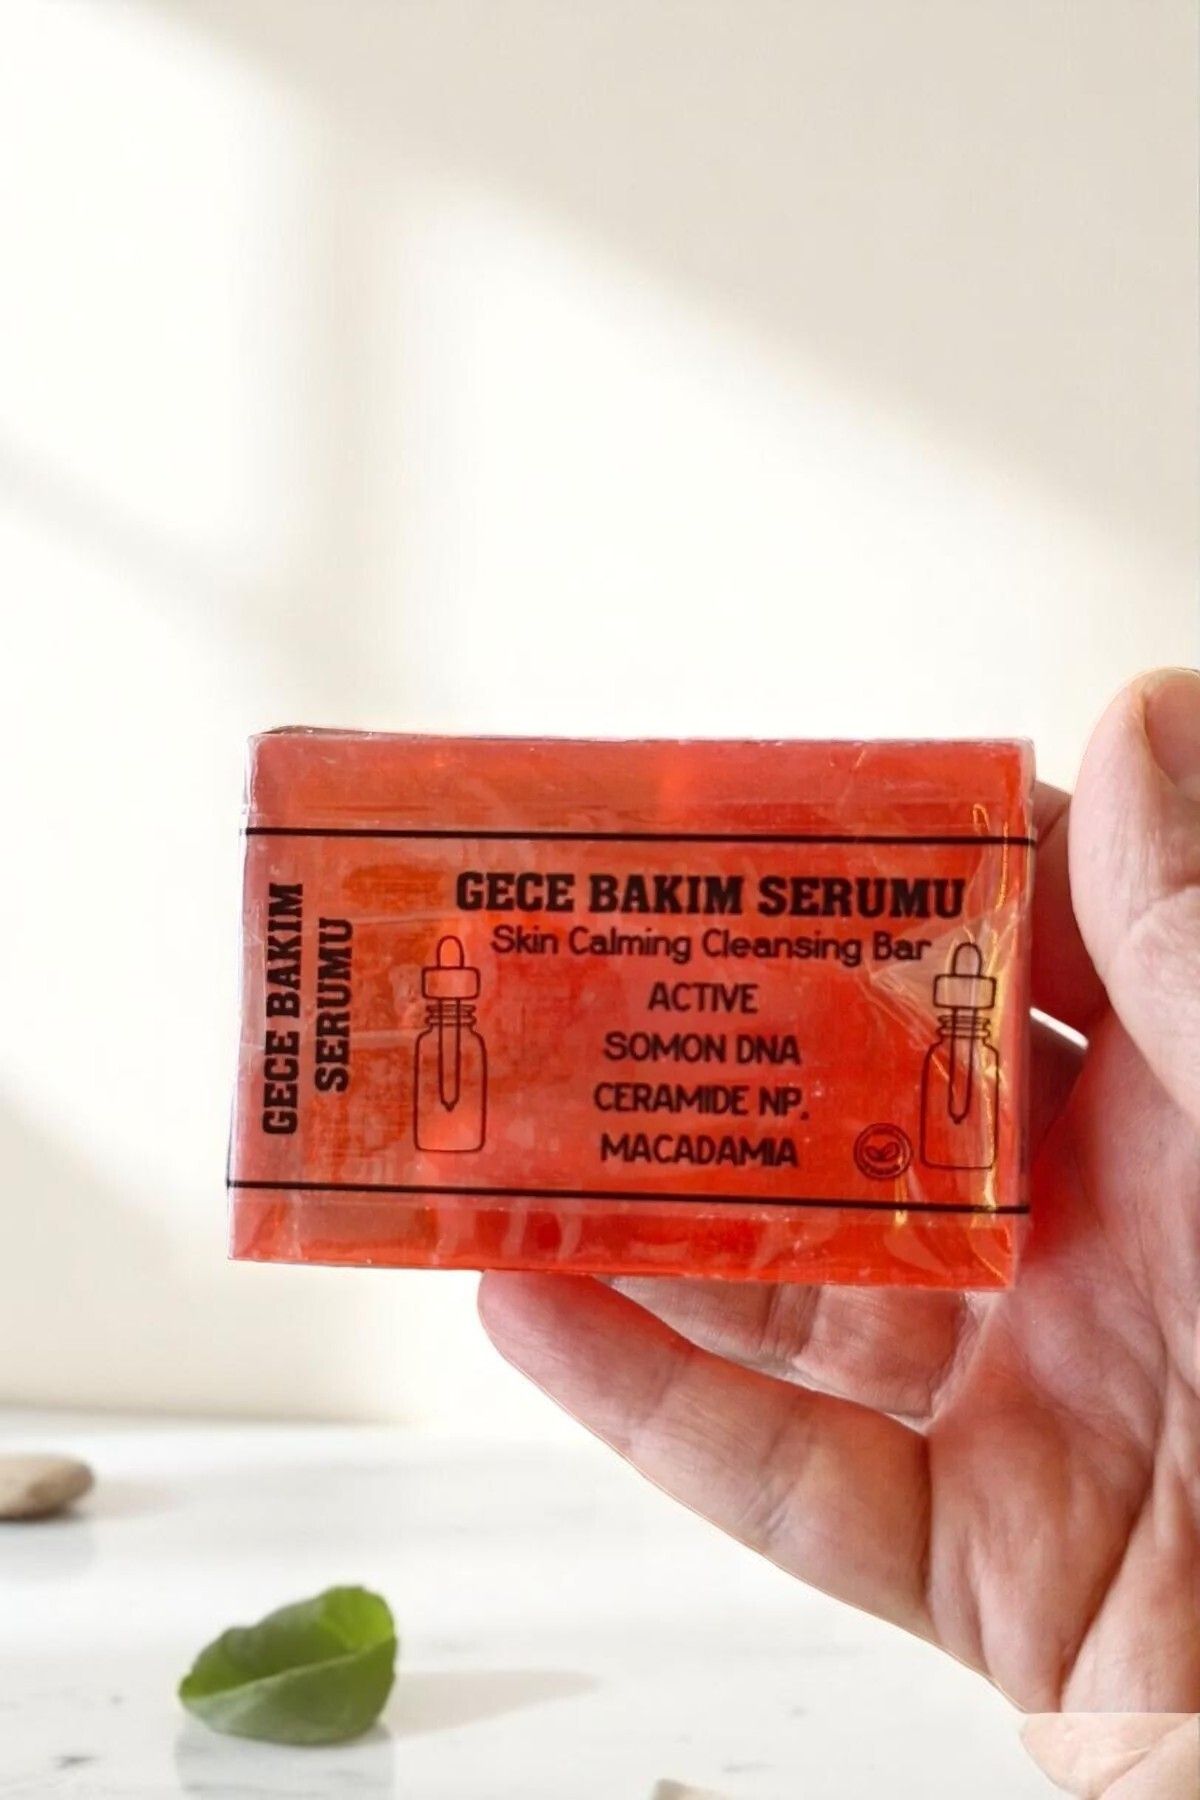 GECE BAKIM
SERUMU
GECE BAKIM SERUMU
Skin Calming Cleansing Bar
ACTIVE
SOMON DNA
CERAMIDE NP.
MACADAMIA